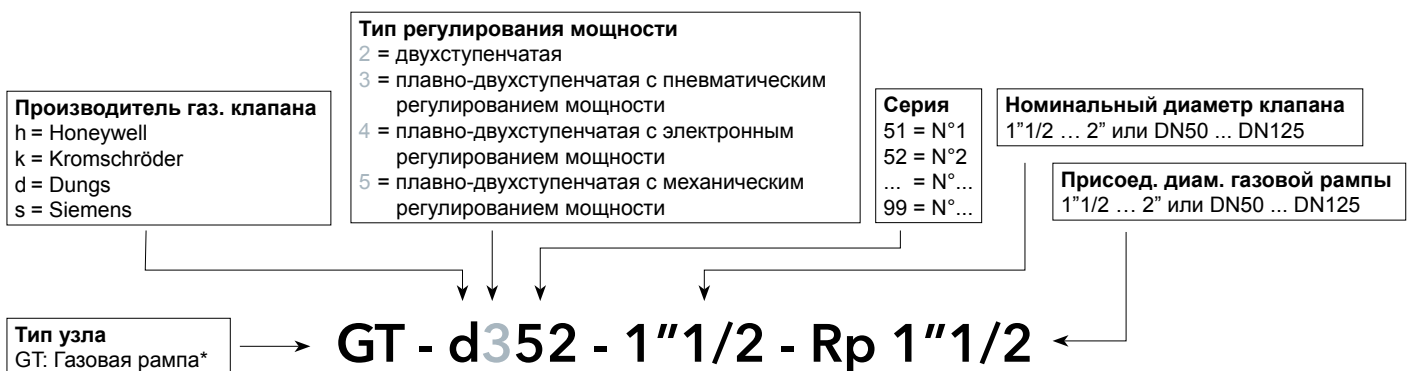 Тип регулирования мощности
2 = двухступенчатая
3 = плавно-двухступенчатая с пневматическим
регулированием мощности
4 = плавно-двухступенчатая с электронным
регулированием мощности
5 = плавно-двухступенчатая с механическим
регулированием мощности
Производитель газ. клапана
h = Honeywell
k = Kromschröder
d = Dungs
s = Siemens
Серия
51 = N°1
52 = N°2
... = N°...
99 = N°...
Номинальный диаметр клапана
1”1/2 … 2” или DN50 ... DN125
Присоед. диам. газовой рампы
1”1/2 … 2” или DN50 ... DN125
Тип узла
GT: Газовая рампа*
GT - d352 - 1"1/2 - Rp 1"1/2